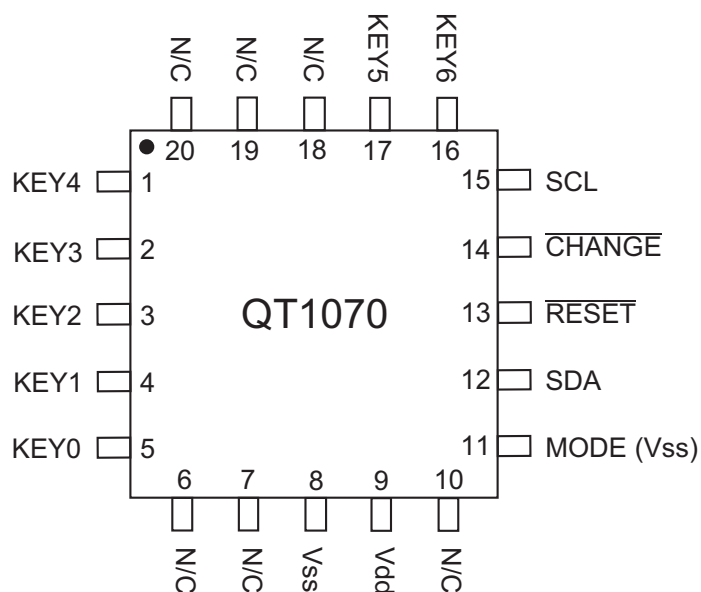 N/C N/C N/C KEY5 KEY6
20 19 18 17 16
KEY4 1 15 SCL
KEY3 2 14 CHANGE
KEY2 3 QT1070 13 RESET
KEY1 4 12 SDA
KEY0 5 11 MODE (Vss)
6 7 8 9 10
N/C N/C Vss Vdd N/C